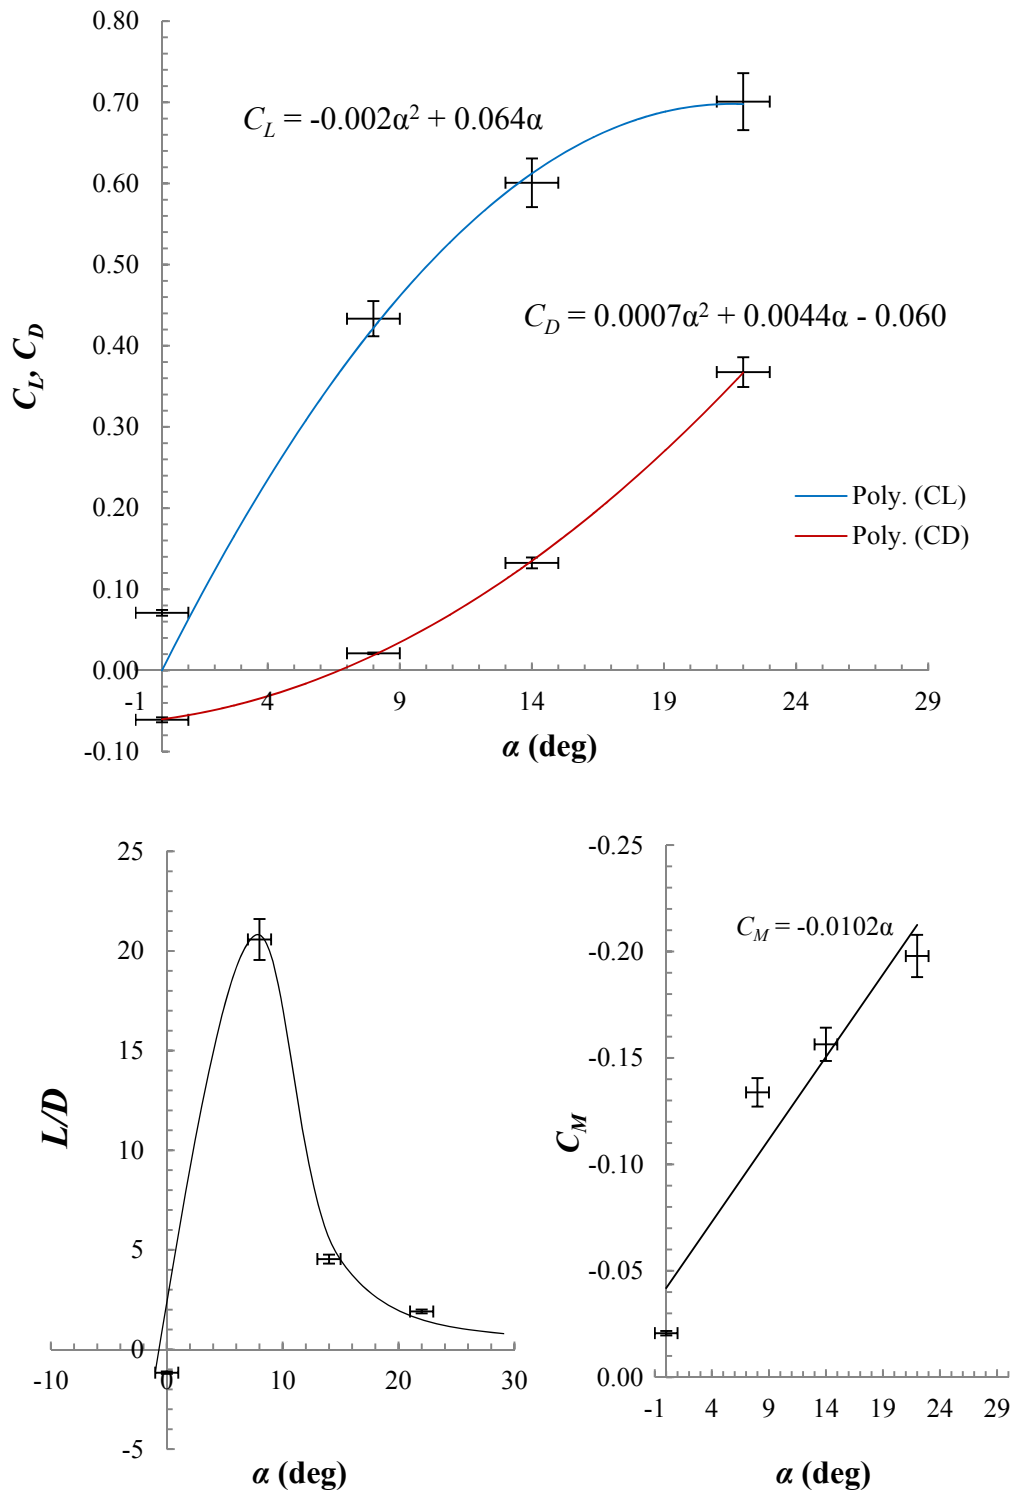 0.80
0.70
0.60
0.50
0.40
0.30
0.20
0.10
0.00
-0.10
C_L, C_D
C_L = -0.002α² + 0.064α
C_D = 0.0007α² + 0.0044α - 0.060
Poly. (CL)
Poly. (CD)
-1 4 9 14 19 24 29
α (deg)
25
20
15
10
5
0
-5
L/D
-10 0 10 20 30
α (deg)
-0.25
-0.20
-0.15
-0.10
-0.05
0.00
C_M
C_M = -0.0102α
-1 4 9 14 19 24 29
α (deg)